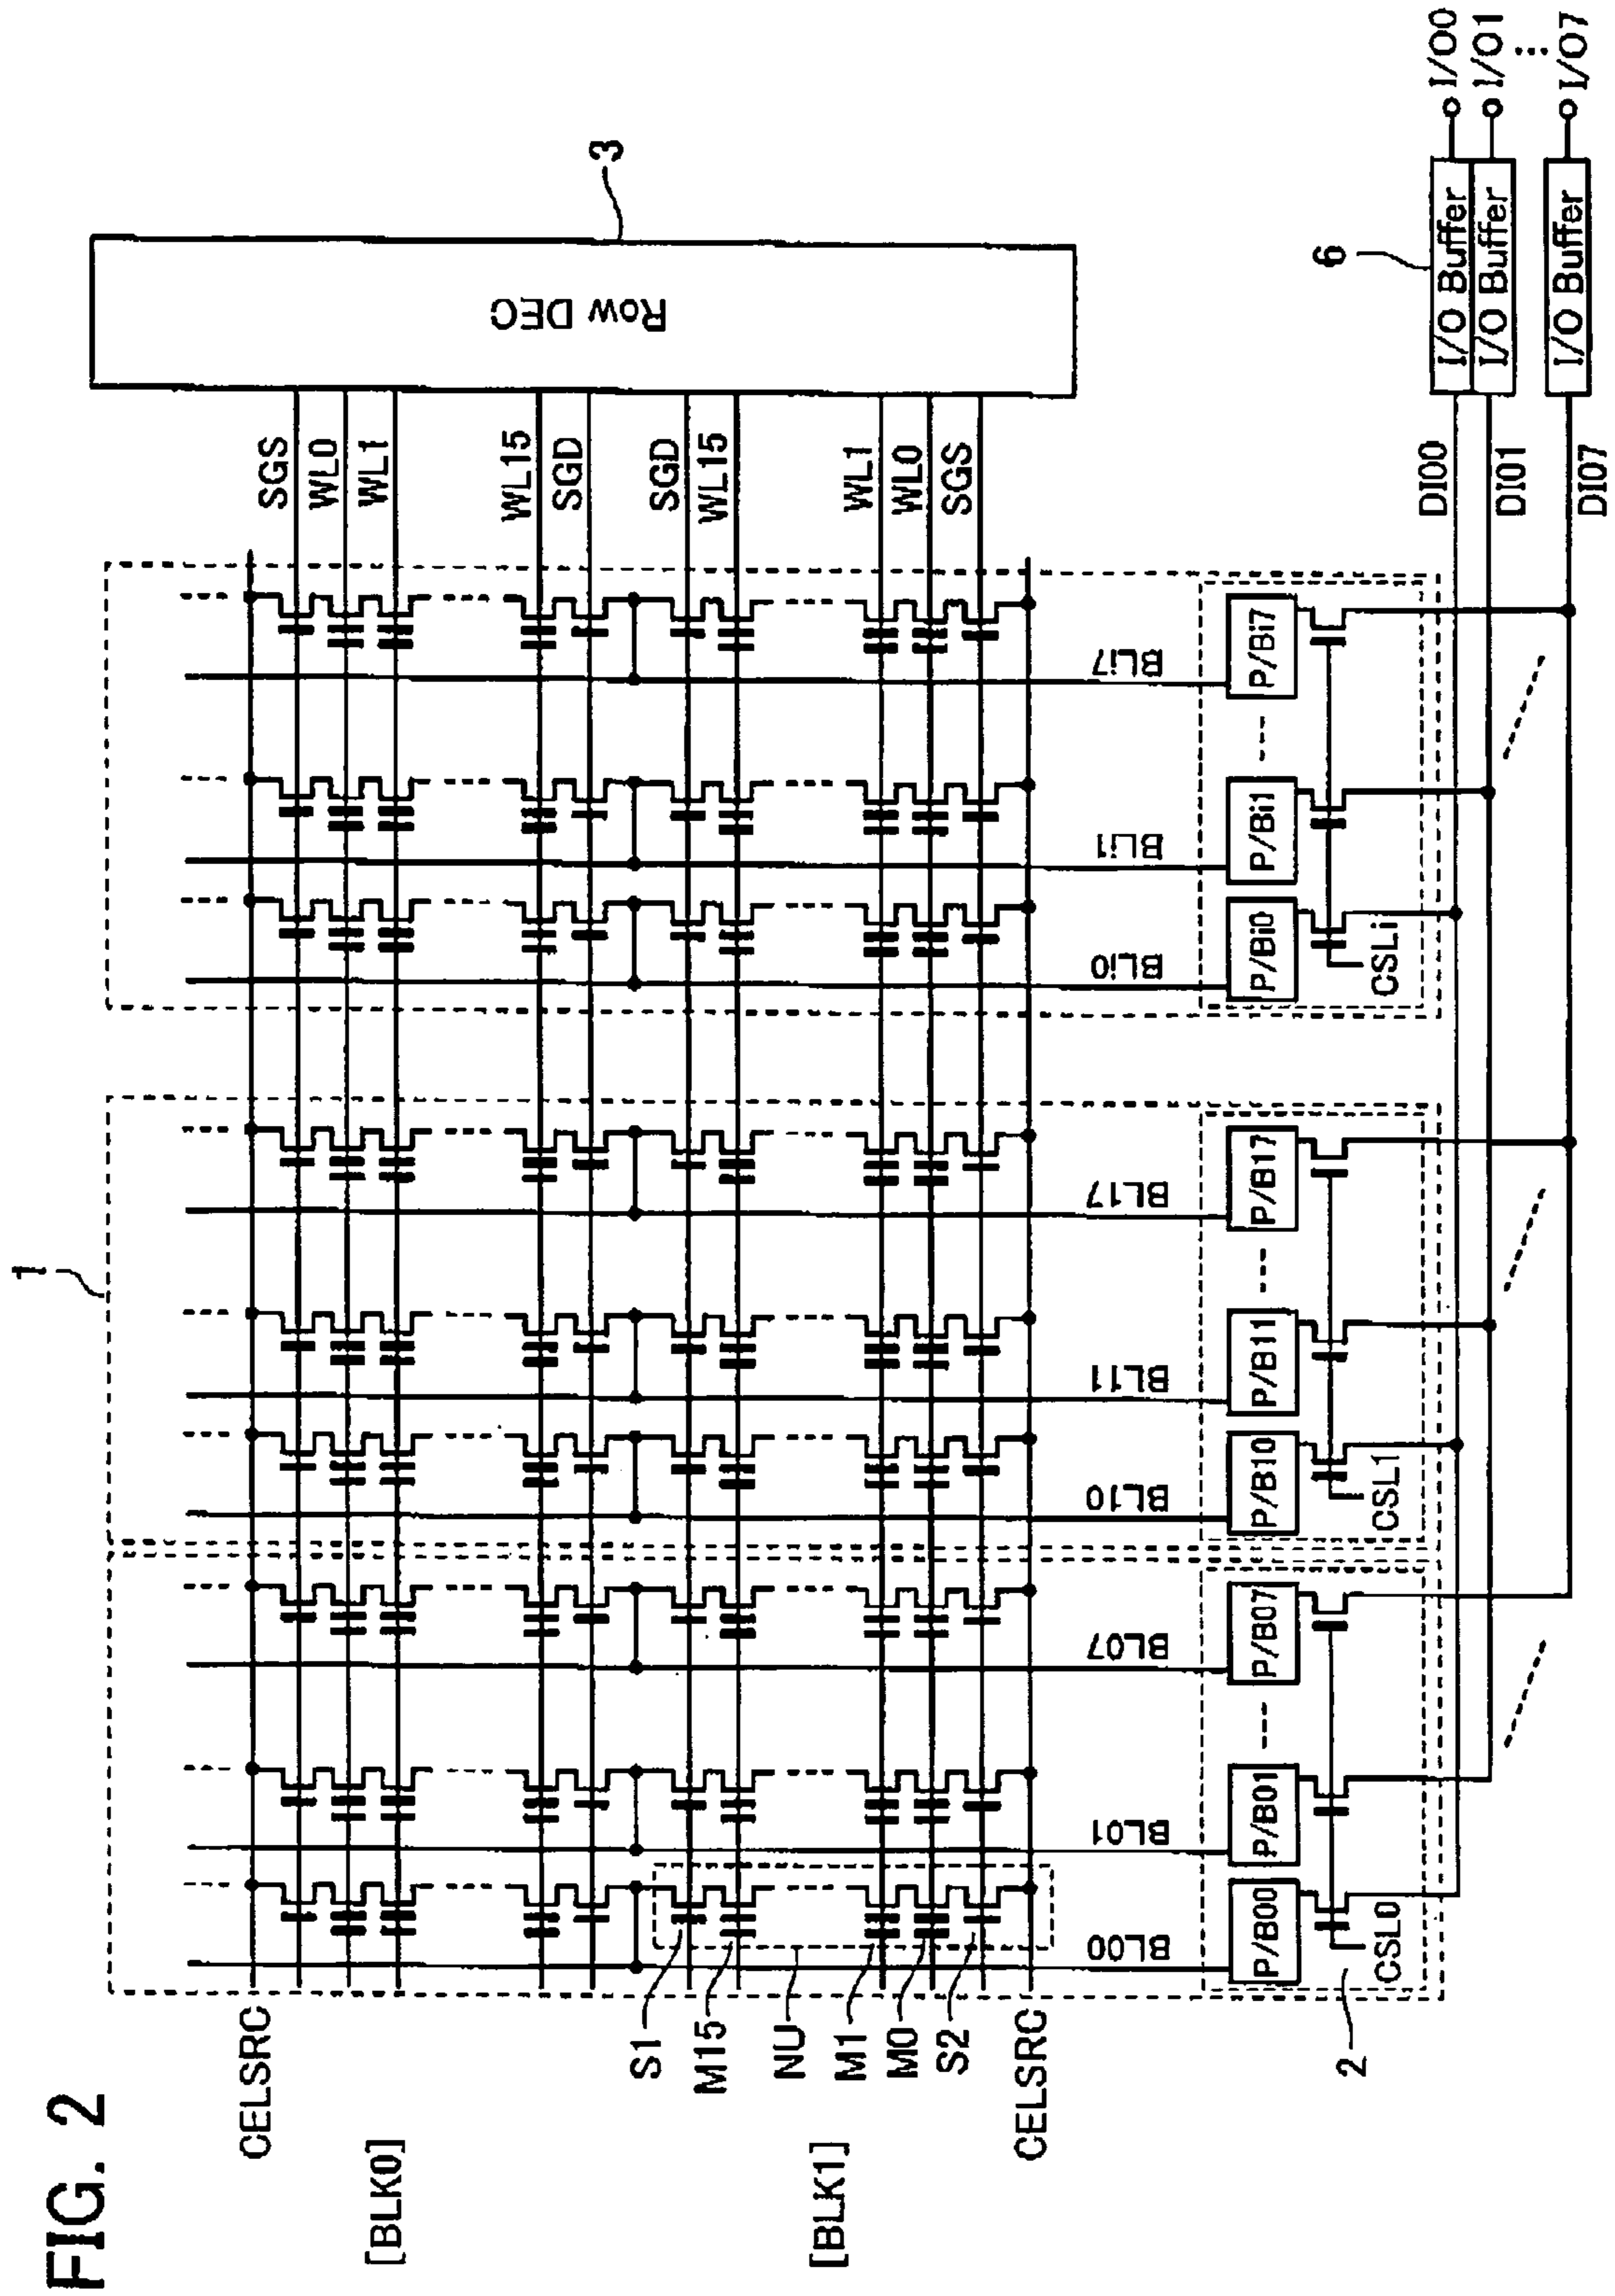 FIG. 2
1
3
CELSRC
[BLK0]
SGS
WL0
WL1
WL15
SGD
Row DEC
S1
M15
NU
M1
M0
S2
[BLK1]
SGD
WL15
WL1
WL0
SGS
CELSRC
BL00
BL01
BL07
BL10
BL11
BL17
BLi0
BLi1
BLi7
P/B00
P/B01
P/B07
P/B10
P/B11
P/B17
P/Bi0
P/Bi1
P/Bi7
2
CSL0
CSL1
CSLi
6
DIO0
I/O Buffer
I/O0
DIO1
I/O Buffer
I/O1
DIO7
I/O Buffer
I/O7